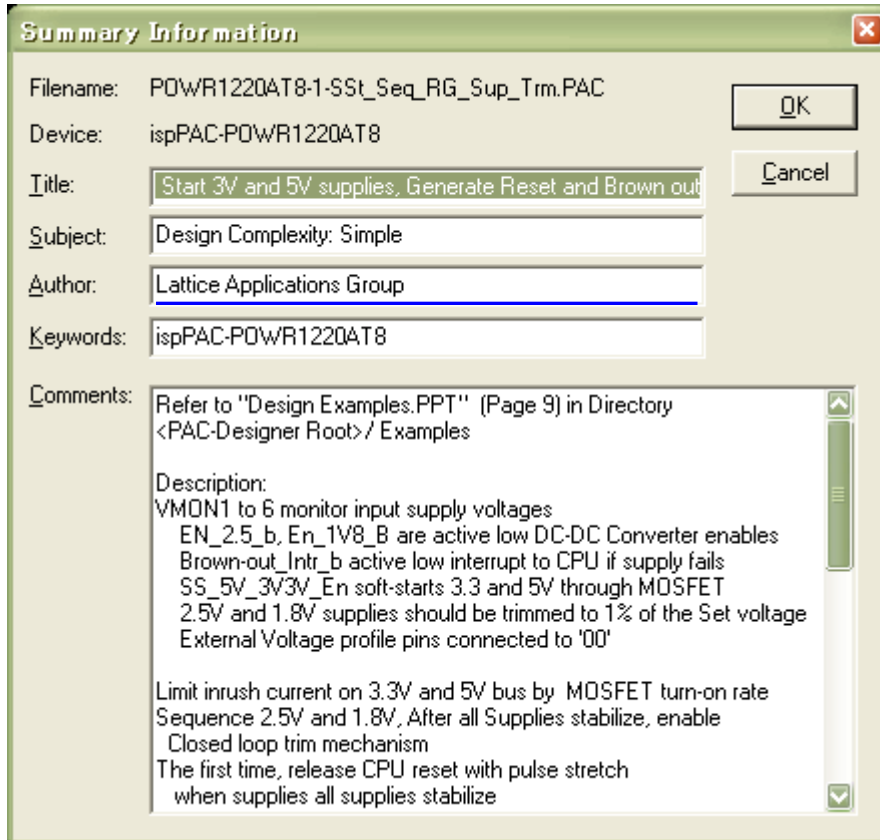 Summary Information
Filename: POWR1220AT8-1-SSt_Seq_RG_Sup_Trm.PAC
OK
Device: ispPAC-POWR1220AT8
Cancel
Title: Start 3V and 5V supplies, Generate Reset and Brown out
Subject: Design Complexity: Simple
Author: Lattice Applications Group
Keywords: ispPAC-POWR1220AT8
Comments: Refer to "Design Examples.PPT" (Page 9) in Directory
<PAC-Designer Root>/ Examples
Description:
VMON1 to 6 monitor input supply voltages
EN_2.5_b, En_1V8_B are active low DC-DC Converter enables
Brown-out_Intr_b active low interrupt to CPU if supply fails
SS_5V_3V3V_En soft-starts 3.3 and 5V through MOSFET
2.5V and 1.8V supplies should be trimmed to 1% of the Set voltage
External Voltage profile pins connected to '00'
Limit inrush current on 3.3V and 5V bus by MOSFET turn-on rate
Sequence 2.5V and 1.8V, After all Supplies stabilize, enable
Closed loop trim mechanism
The first time, release CPU reset with pulse stretch
when supplies all supplies stabilize